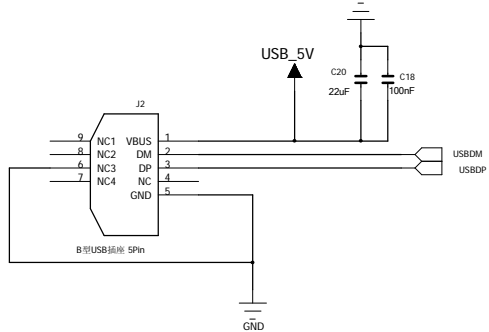 USB_5V
C20
22uF
C18
100nF
J2
9 NC1 VBUS 1
8 NC2 DM 2
6 NC3 DP 3
7 NC4 NC 4
GND 5
USBDM
USBDP
B型USB插座 5Pin
GND